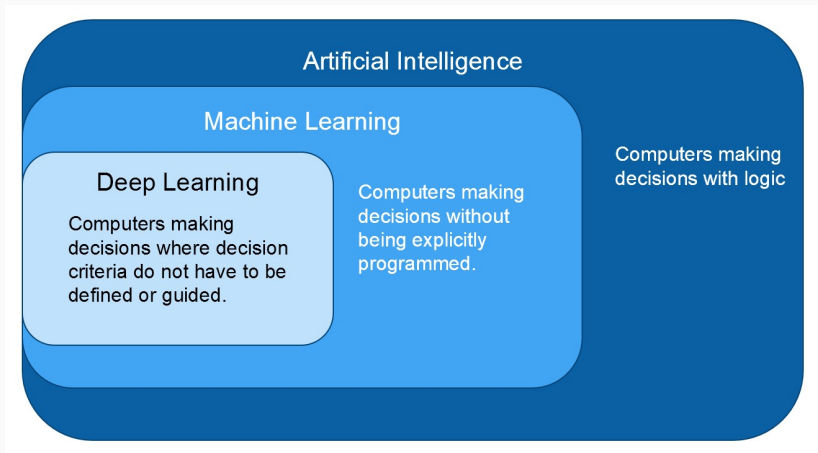 Artificial Intelligence
Machine Learning
Deep Learning
Computers making
decisions where decision
criteria do not have to be
defined or guided.
Computers making
decisions without
being explicitly
programmed.
Computers making
decisions with logic